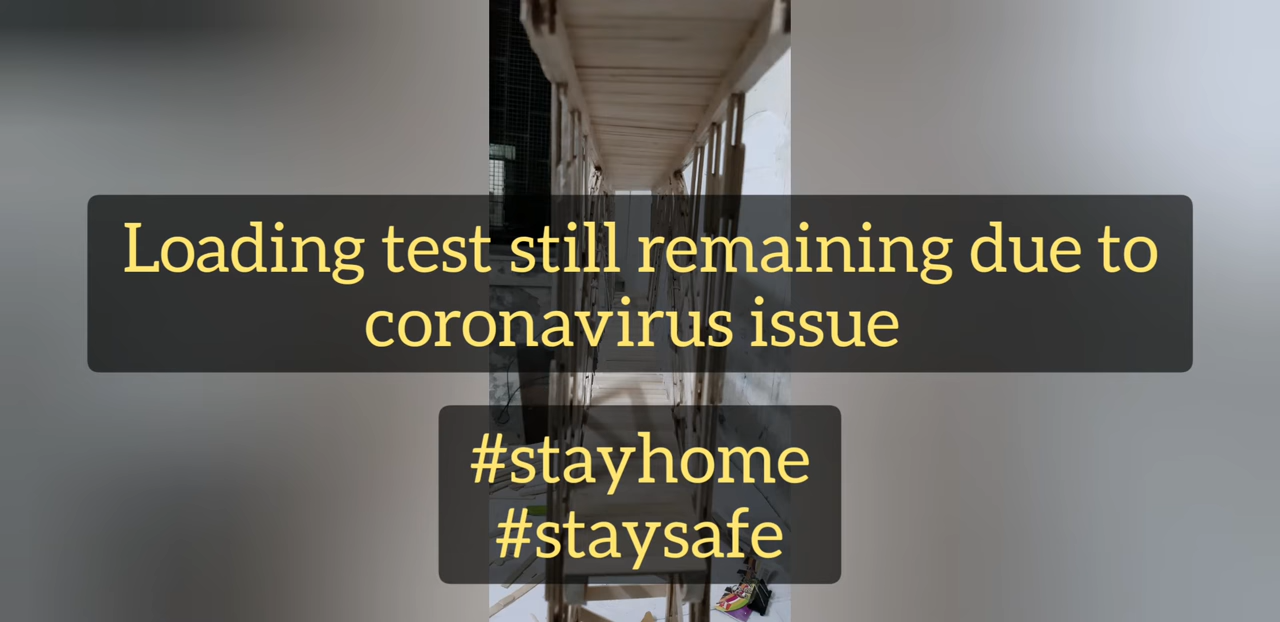 Loading test still remaining due to
coronavirus issue
#stayhome
#staysafe